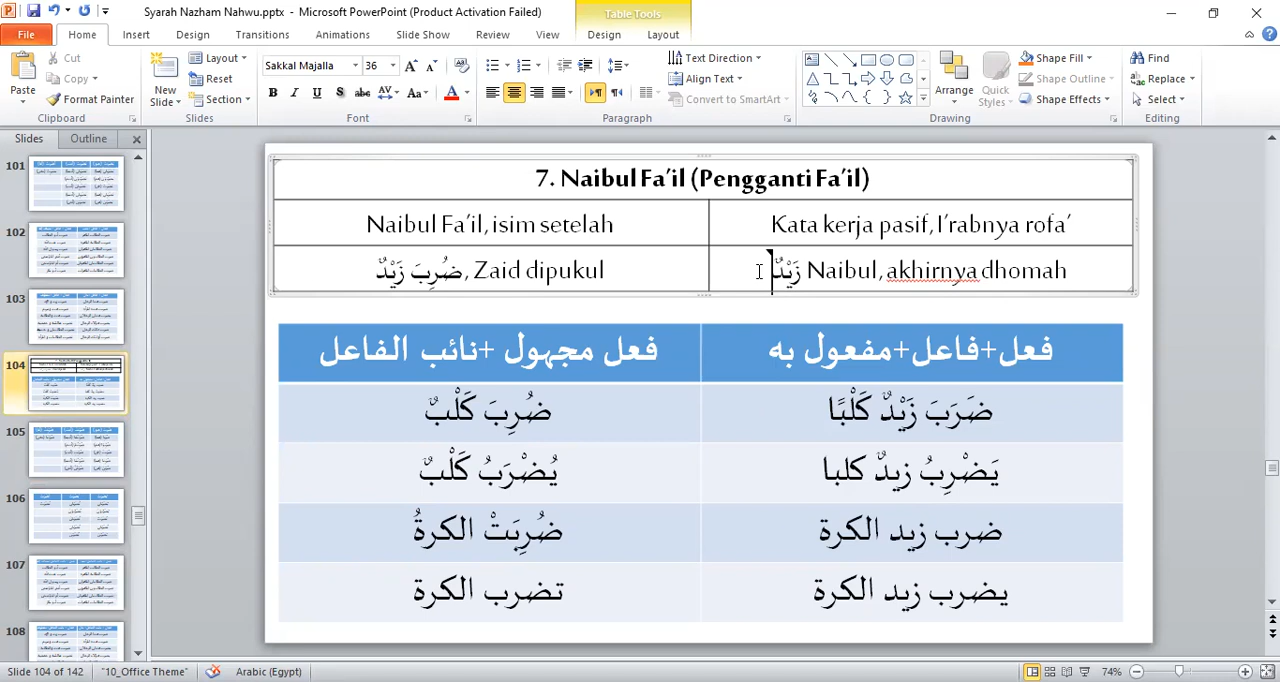 Syarah Nazham Nahwu.pptx - Microsoft PowerPoint (Product Activation Failed)
Table Tools
File Home Insert Design Transitions Animations Slide Show Review View Design Layout
Cut
Copy
Format Painter
Paste
Clipboard
New Slide
Layout
Reset
Section
Slides
Sakkal Majalla 36
B I U S abc AV Aa A
Font
Text Direction
Align Text
Convert to SmartArt
Paragraph
Arrange
Quick Styles
Shape Fill
Shape Outline
Shape Effects
Drawing
Find
Replace
Select
Editing
Slides Outline
101
102
103
104
105
106
107
108
7. Naibul Fa'il (Pengganti Fa'il)
Naibul Fa'il, isim setelah
Kata kerja pasif, I'rabnya rofa'
ضُرِبَ زَيْدٌ, Zaid dipukul
زَيْدٌ Naibul, akhirnya dhomah
فعل+فاعل+مفعول به
فعل مجهول +نائب الفاعل
ضَرَبَ زَيْدٌ كَلْبًا
ضُرِبَ كَلْبٌ
يَضْرِبُ زيدٌ كلبا
يُضْرَبُ كَلْبٌ
ضرب زيد الكرة
ضُرِبَتْ الكرةُ
يضرب زيد الكرة
تضرب الكرة
Slide 104 of 142 "10_Office Theme" Arabic (Egypt) 74%